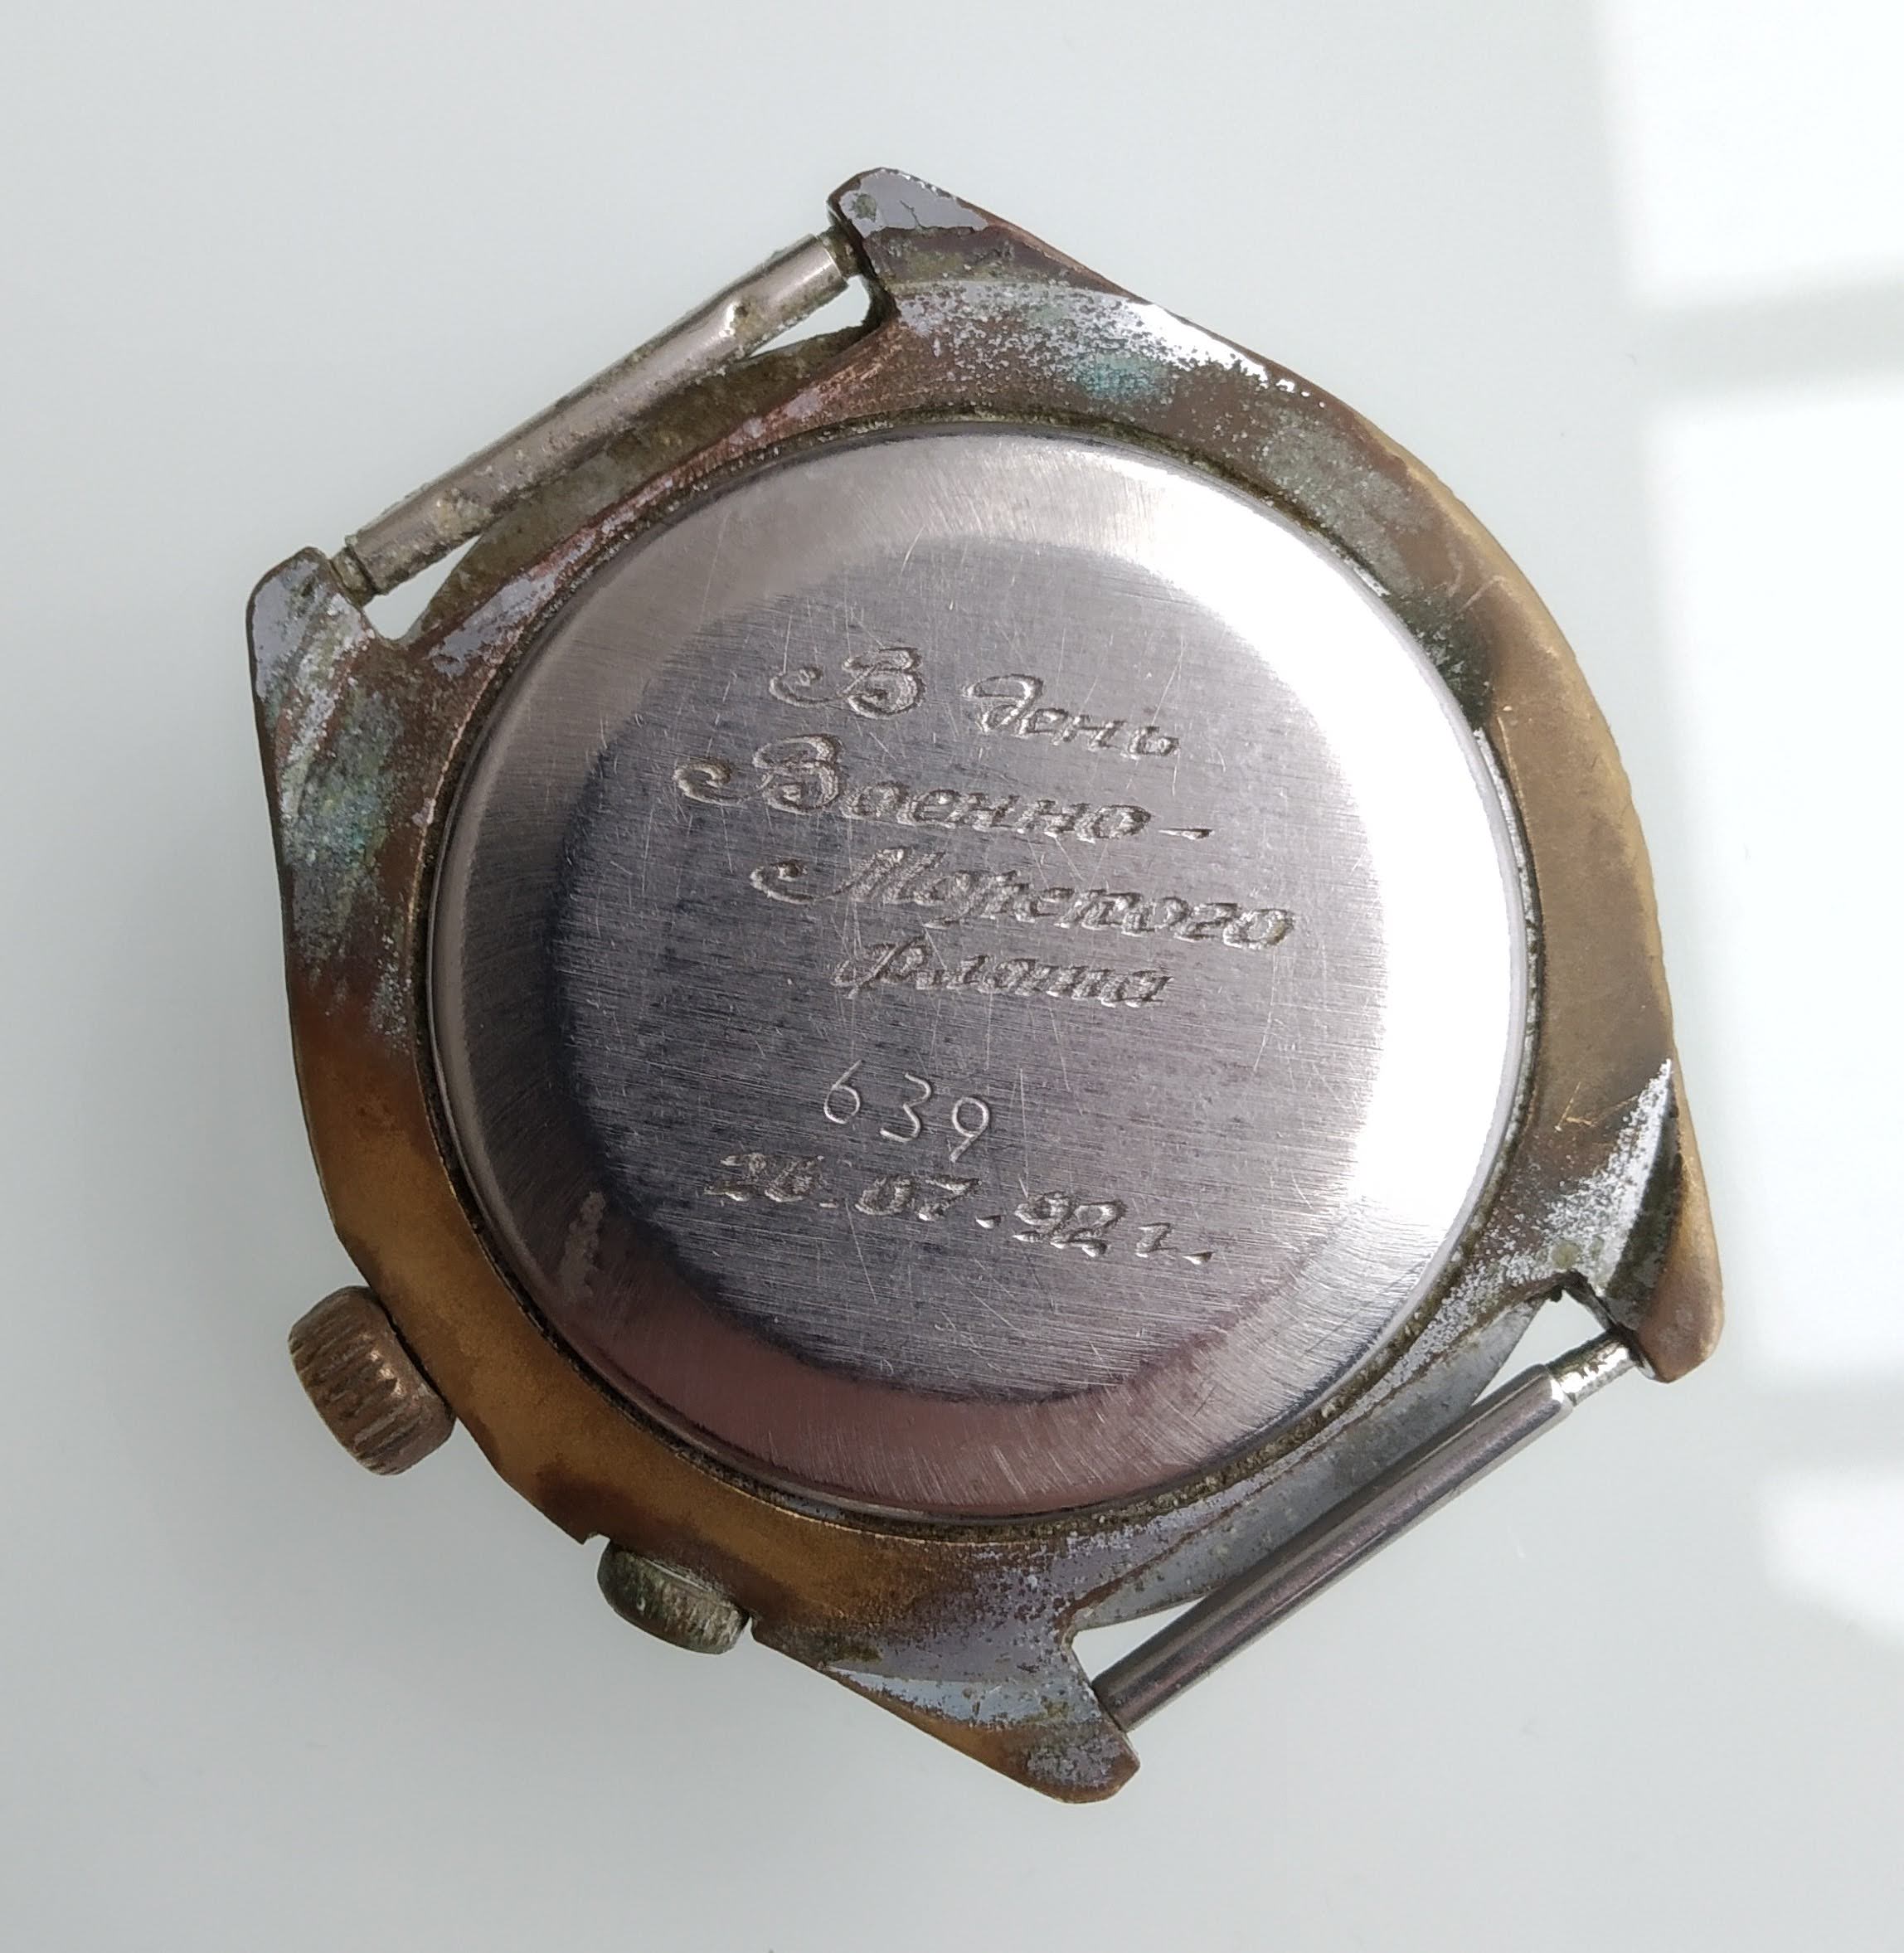 В день
Военно-
Морского
Флота
639
26.07.92 г.